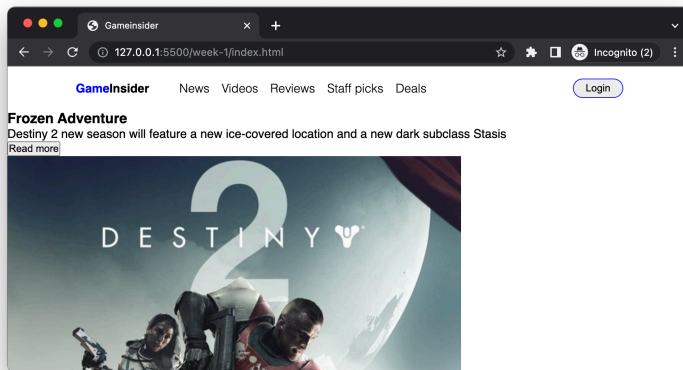 Gameinsider
127.0.0.1:5500/week-1/index.html
Incognito (2)
GameInsider News Videos Reviews Staff picks Deals Login
Frozen Adventure
Destiny 2 new season will feature a new ice-covered location and a new dark subclass Stasis
Read more
2
DESTINY